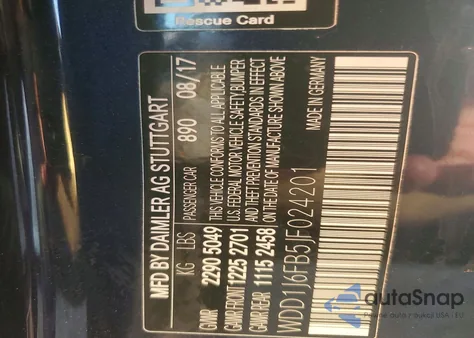 Rescue Card
MFD BY DAIMLER AG STUTTGART
PASSENGER CAR 890 08/17
KG LBS
GVWR 2290 5049
GWR FRONT 1225 2701
GAWR REAR 1115 2458
THIS VEHICLE CONFORMS TO ALL APPLICABLE
U.S. FEDERAL MOTOR VEHICLE SAFETY, BUMPER
AND THEFT PREVENTION STANDARDS IN EFFECT
ON THE DATE OF MANUFACTURE SHOWN ABOVE
WDD1J6FB5JF024201
MADE IN GERMANY
autaSnap